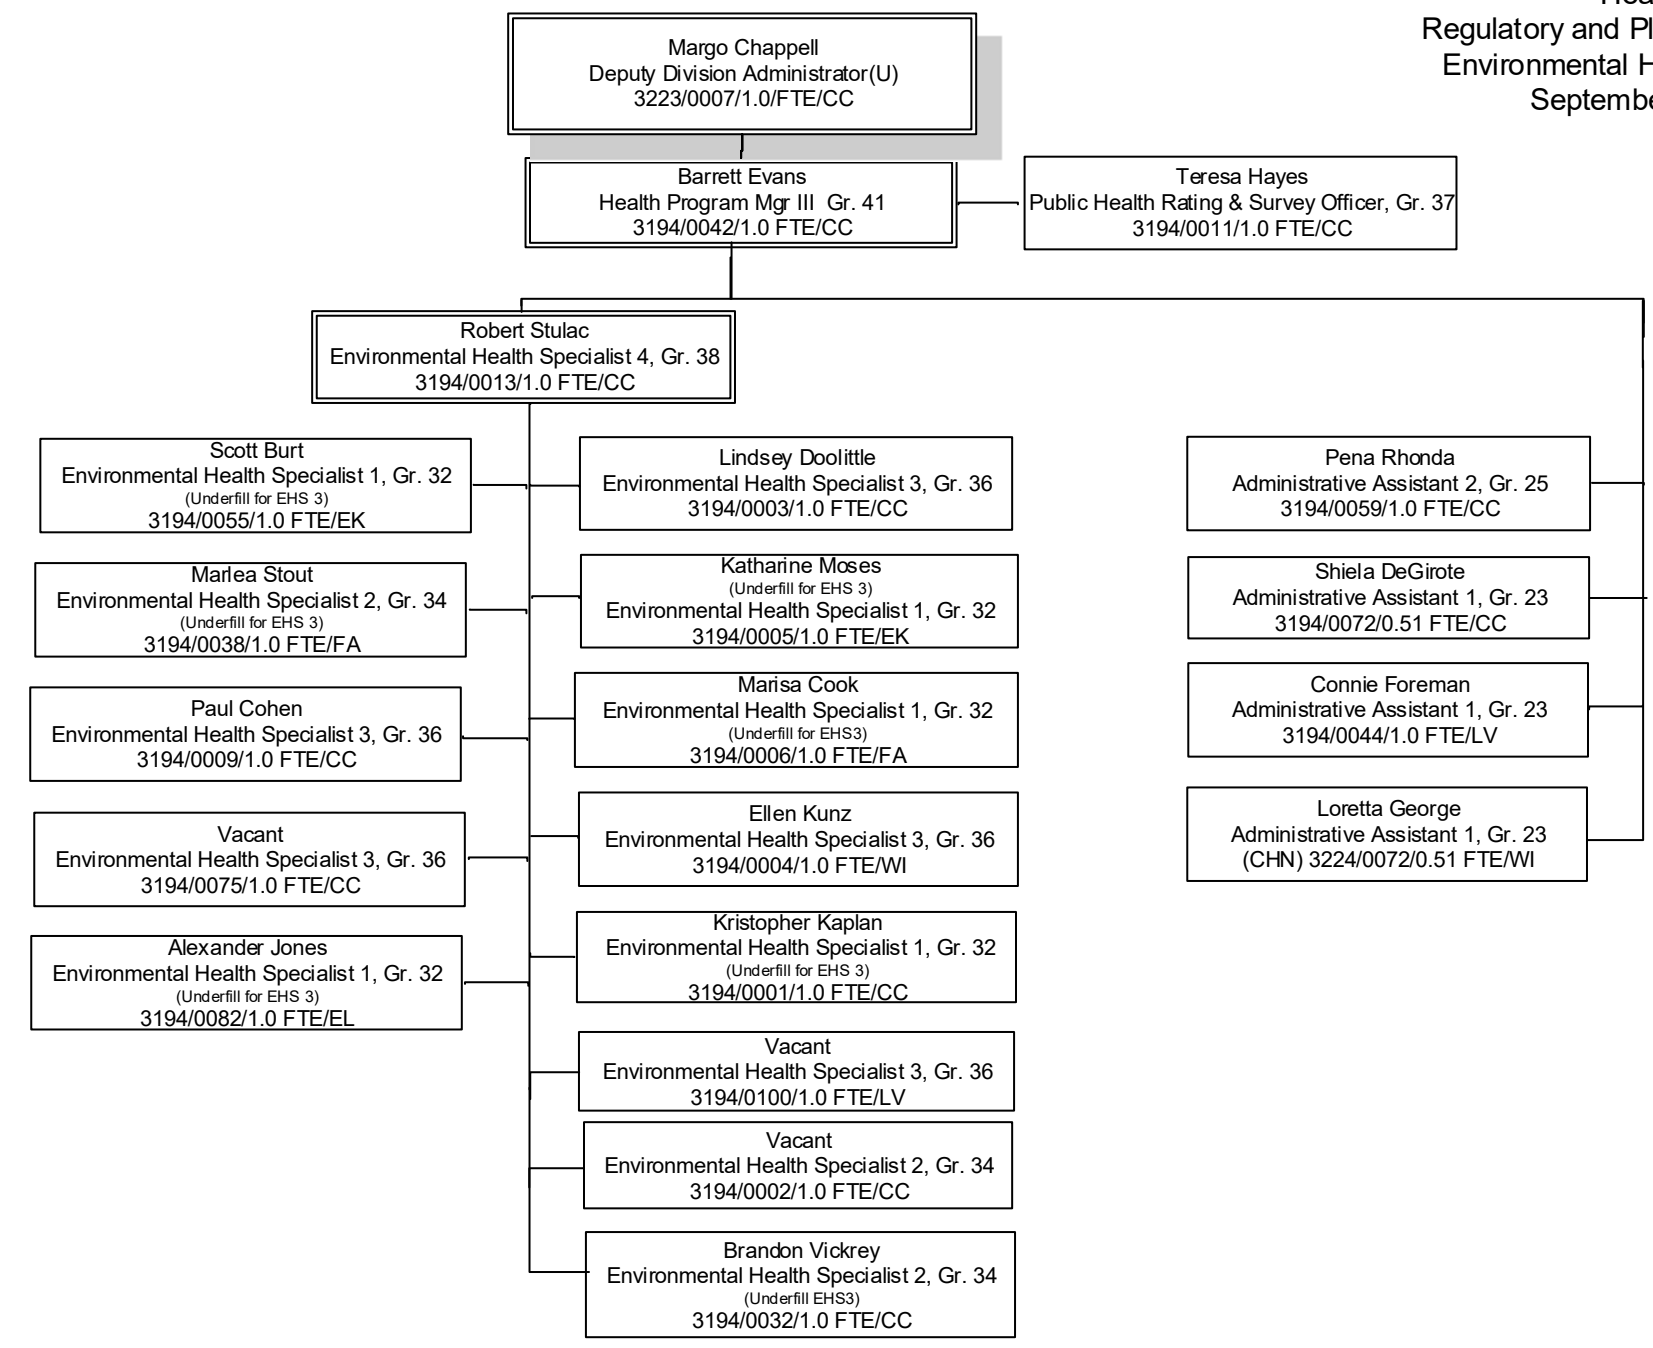 Regulatory and Pl
Environmental H
Septembe
Margo Chappell
Deputy Division Administrator(U)
3223/0007/1.0/FTE/CC
Barrett Evans
Health Program Mgr III  Gr. 41
3194/0042/1.0 FTE/CC
Teresa Hayes
Public Health Rating & Survey Officer, Gr. 37
3194/0011/1.0 FTE/CC
Robert Stulac
Environmental Health Specialist 4, Gr. 38
3194/0013/1.0 FTE/CC
Scott Burt
Environmental Health Specialist 1, Gr. 32
(Underfill for EHS 3)
3194/0055/1.0 FTE/EK
Marlea Stout
Environmental Health Specialist 2, Gr. 34
(Underfill for EHS 3)
3194/0038/1.0 FTE/FA
Paul Cohen
Environmental Health Specialist 3, Gr. 36
3194/0009/1.0 FTE/CC
Vacant
Environmental Health Specialist 3, Gr. 36
3194/0075/1.0 FTE/CC
Alexander Jones
Environmental Health Specialist 1, Gr. 32
(Underfill for EHS 3)
3194/0082/1.0 FTE/EL
Lindsey Doolittle
Environmental Health Specialist 3, Gr. 36
3194/0003/1.0 FTE/CC
Katharine Moses
(Underfill for EHS 3)
Environmental Health Specialist 1, Gr. 32
3194/0005/1.0 FTE/EK
Marisa Cook
Environmental Health Specialist 1, Gr. 32
(Underfill for EHS3)
3194/0006/1.0 FTE/FA
Ellen Kunz
Environmental Health Specialist 3, Gr. 36
3194/0004/1.0 FTE/WI
Kristopher Kaplan
Environmental Health Specialist 1, Gr. 32
(Underfill for EHS 3)
3194/0001/1.0 FTE/CC
Vacant
Environmental Health Specialist 3, Gr. 36
3194/0100/1.0 FTE/LV
Vacant
Environmental Health Specialist 2, Gr. 34
3194/0002/1.0 FTE/CC
Brandon Vickrey
Environmental Health Specialist 2, Gr. 34
(Underfill EHS3)
3194/0032/1.0 FTE/CC
Pena Rhonda
Administrative Assistant 2, Gr. 25
3194/0059/1.0 FTE/CC
Shiela DeGirote
Administrative Assistant 1, Gr. 23
3194/0072/0.51 FTE/CC
Connie Foreman
Administrative Assistant 1, Gr. 23
3194/0044/1.0 FTE/LV
Loretta George
Administrative Assistant 1, Gr. 23
(CHN) 3224/0072/0.51 FTE/WI